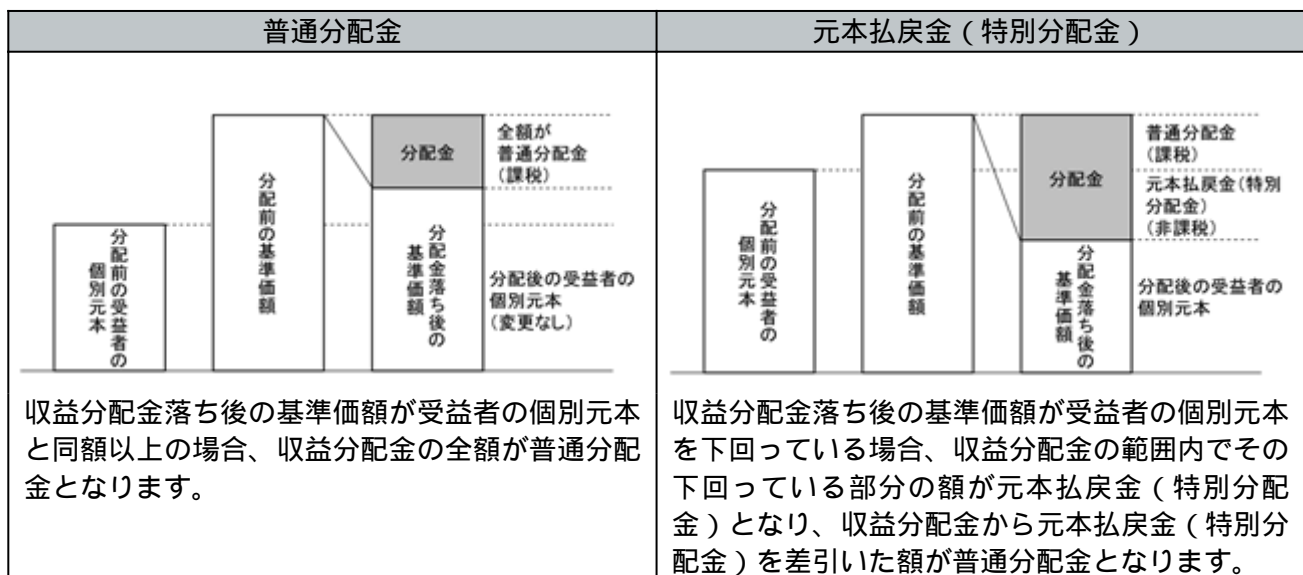 普通分配金
分配前の受益者の
個別元本
分配前の基準価額
分配金
分配金落ち後の
基準価額
全額が
普通分配金
(課税)
分配後の受益者の
個別元本
(変更なし)
収益分配金落ち後の基準価額が受益者の個別元本
と同額以上の場合、収益分配金の全額が普通分配
金となります。
元本払戻金(特別分配金)
分配前の受益者の
個別元本
分配前の基準価額
分配金
分配金落ち後の
基準価額
普通分配金
(課税)
元本払戻金(特別
分配金)
(非課税)
分配後の受益者の
個別元本
収益分配金落ち後の基準価額が受益者の個別元本
を下回っている場合、収益分配金の範囲内でその
下回っている部分の額が元本払戻金(特別分配
金)となり、収益分配金から元本払戻金(特別分
配金)を差引いた額が普通分配金となります。